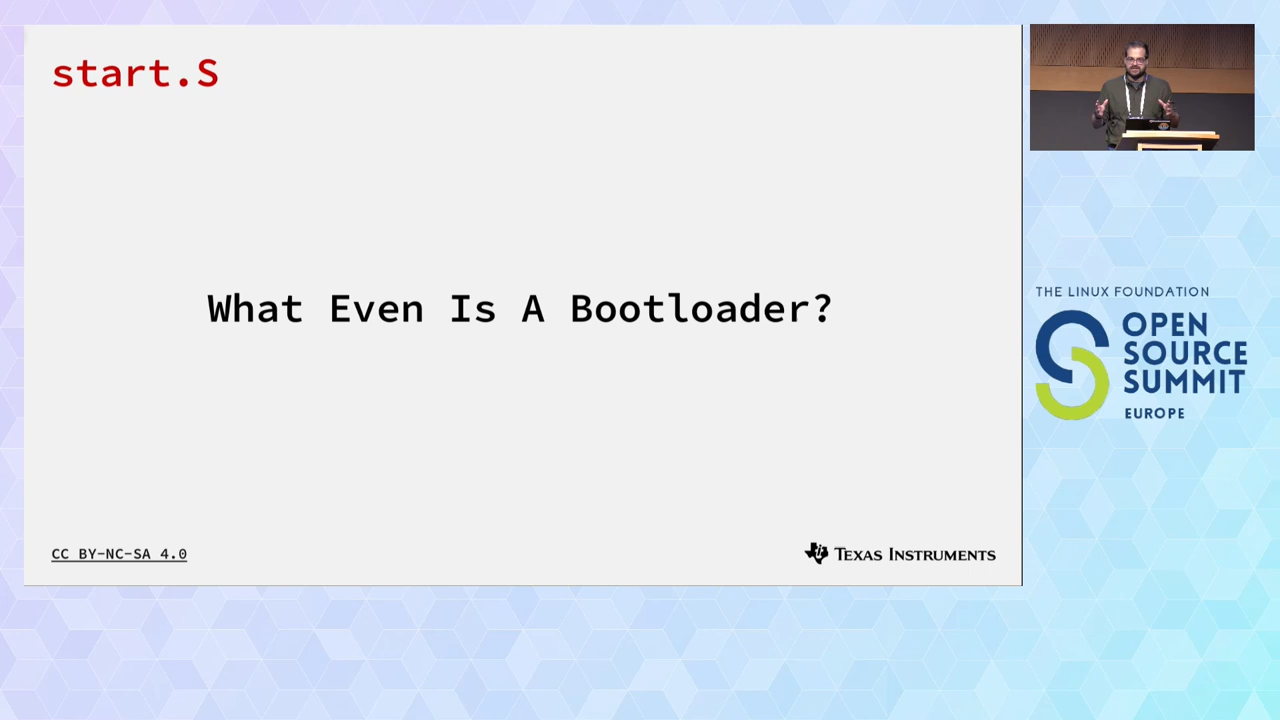 start.S
What Even Is A Bootloader?
CC BY-NC-SA 4.0
TEXAS INSTRUMENTS
THE LINUX FOUNDATION
OPEN
SOURCE
SUMMIT
EUROPE